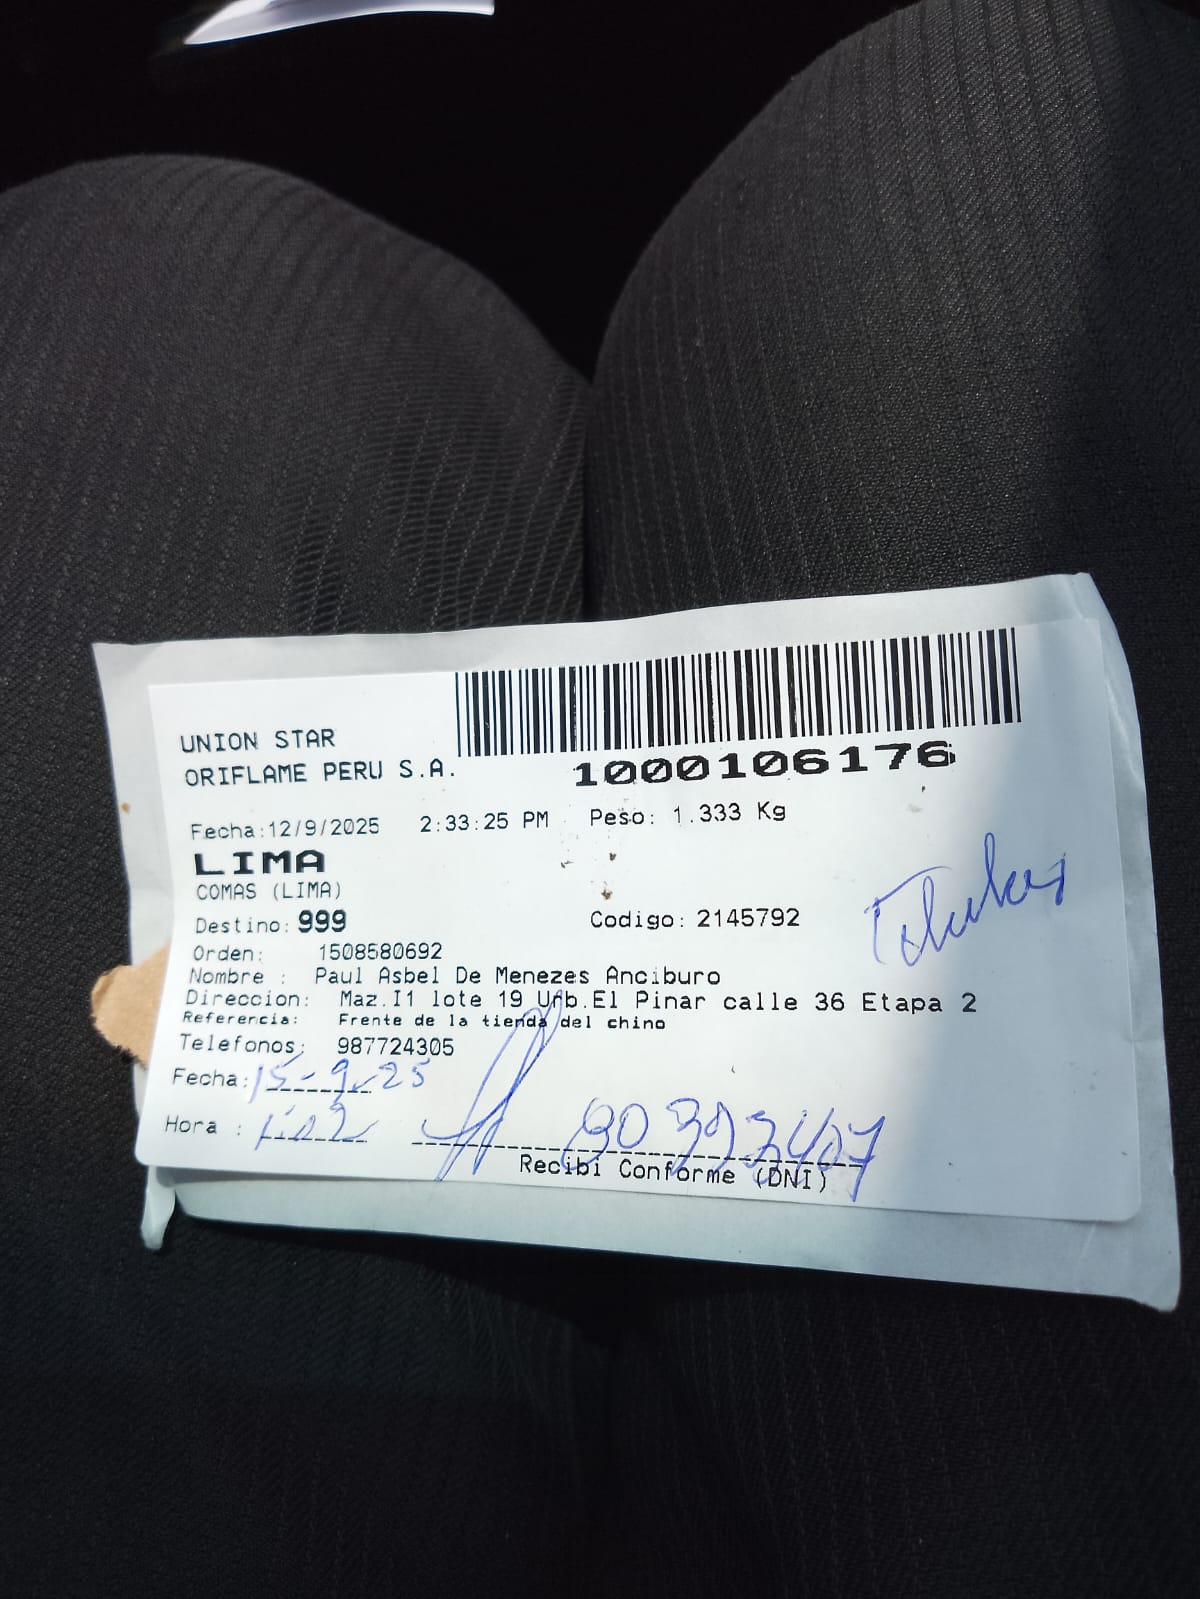 UNION STAR
ORIFLAME PERU S.A.
1000106176
Fecha:12/9/2025 2:33:25 PM Peso: 1.333 Kg
LIMA
COMAS (LIMA)
Destino: 999 Codigo: 2145792
Orden: 1508580692
Nombre : Paul Asbel De Menezes Anciburo
Direccion: Maz.I1 lote 19 Urb.El Pinar calle 36 Etapa 2
Referencia: Frente de la tienda del chino
Telefonos: 987724305
Fecha: 15-9-25
Hora :
Recibi Conforme (DNI)